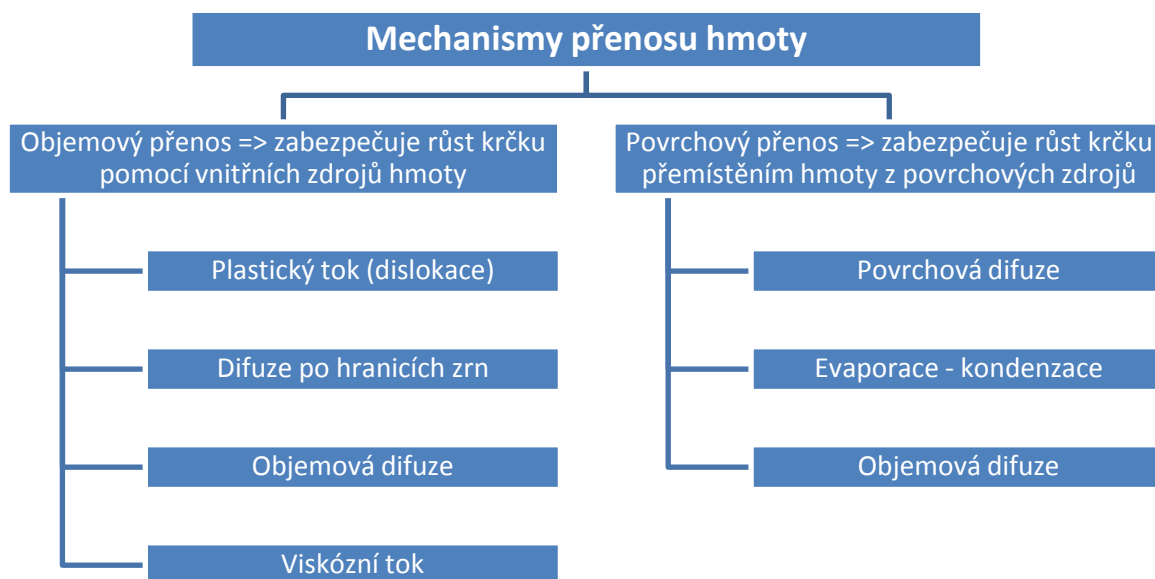 Mechanismy přenosu hmoty
Objemový přenos => zabezpečuje růst krčku
pomocí vnitřních zdrojů hmoty
Plastický tok (dislokace)
Difuze po hranicích zrn
Objemová difuze
Viskózní tok
Povrchový přenos => zabezpečuje růst krčku
přemístěním hmoty z povrchových zdrojů
Povrchová difuze
Evaporace - kondenzace
Objemová difuze